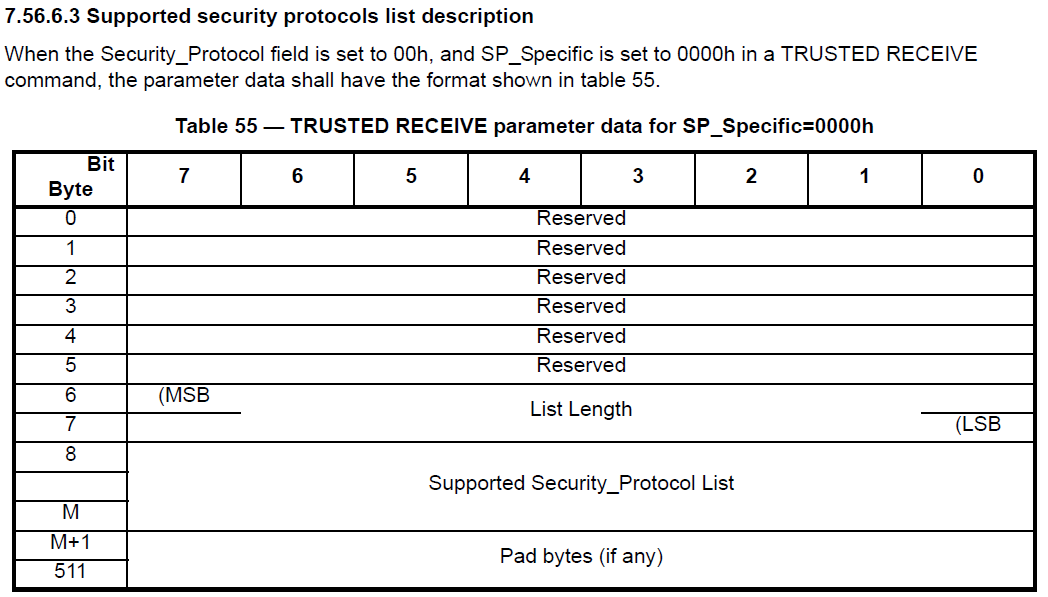 7.56.6.3 Supported security protocols list description
When the Security_Protocol field is set to 00h, and SP_Specific is set to 0000h in a TRUSTED RECEIVE
command, the parameter data shall have the format shown in table 55.
Table 55 — TRUSTED RECEIVE parameter data for SP_Specific=0000h
Bit
Byte 7 6 5 4 3 2 1 0
0 Reserved
1 Reserved
2 Reserved
3 Reserved
4 Reserved
5 Reserved
6 (MSB
List Length
7 (LSB
8
Supported Security_Protocol List
M
M+1
Pad bytes (if any)
511